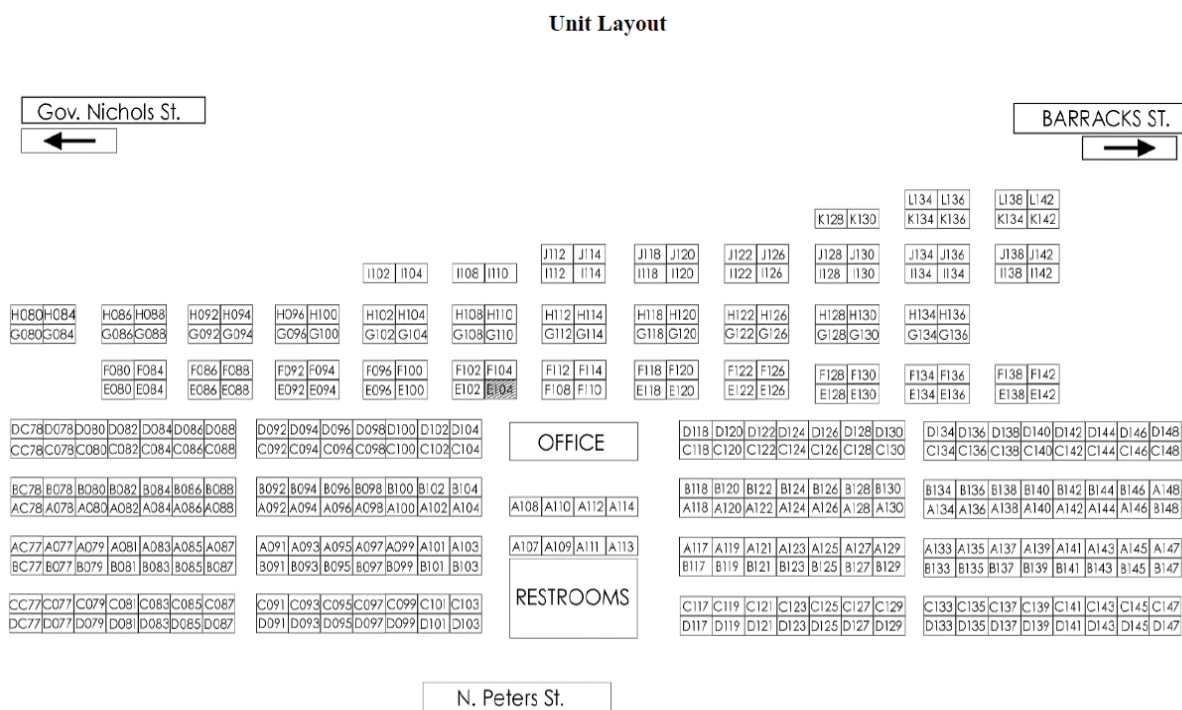 Unit Layout
Gov. Nichols St.
BARRACKS ST.
L134 L136 L138 L142
K128 K130 K134 K136 K134 K142
J112 J114 J118 J120 J122 J126 J128 J130 J134 J136 J138 J142
I102 I104 I108 I110 I112 I114 I118 I120 I122 I126 I128 I130 I134 I134 I138 I142
H080 H084 H086 H088 H092 H094 H096 H100 H102 H104 H108 H110 H112 H114 H118 H120 H122 H126 H128 H130 H134 H136
G080 G084 G086 G088 G092 G094 G096 G100 G102 G104 G108 G110 G112 G114 G118 G120 G122 G126 G128 G130 G134 G136
F080 F084 F086 F088 F092 F094 F096 F100 F102 F104 F112 F114 F118 F120 F122 F126 F128 F130 F134 F136 F138 F142
E080 E084 E086 E088 E092 E094 E096 E100 E102 E104 F108 F110 E118 E120 E122 E126 E128 E130 E134 E136 E138 E142
DC78 D078 D080 D082 D084 D086 D088 D092 D094 D096 D098 D100 D102 D104 OFFICE D118 D120 D122 D124 D126 D128 D130 D134 D136 D138 D140 D142 D144 D146 D148
CC78 C078 C080 C082 C084 C086 C088 C092 C094 C096 C098 C100 C102 C104 C118 C120 C122 C124 C126 C128 C130 C134 C136 C138 C140 C142 C144 C146 C148
BC78 B078 B080 B082 B084 B086 B088 B092 B094 B096 B098 B100 B102 B104 B118 B120 B122 B124 B126 B128 B130 B134 B136 B138 B140 B142 B144 B146 A148
AC78 A078 A080 A082 A084 A086 A088 A092 A094 A096 A098 A100 A102 A104 A108 A110 A112 A114 A118 A120 A122 A124 A126 A128 A130 A134 A136 A138 A140 A142 A144 A146 B148
AC77 A077 A079 A081 A083 A085 A087 A091 A093 A095 A097 A099 A101 A103 A107 A109 A111 A113 A117 A119 A121 A123 A125 A127 A129 A133 A135 A137 A139 A141 A143 A145 A147
BC77 B077 B079 B081 B083 B085 B087 B091 B093 B095 B097 B099 B101 B103 B117 B119 B121 B123 B125 B127 B129 B133 B135 B137 B139 B141 B143 B145 B147
RESTROOMS
CC77 C077 C079 C081 C083 C085 C087 C091 C093 C095 C097 C099 C101 C103 C117 C119 C121 C123 C125 C127 C129 C133 C135 C137 C139 C141 C143 C145 C147
DC77 D077 D079 D081 D083 D085 D087 D091 D093 D095 D097 D099 D101 D103 D117 D119 D121 D123 D125 D127 D129 D133 D135 D137 D139 D141 D143 D145 D147
N. Peters St.